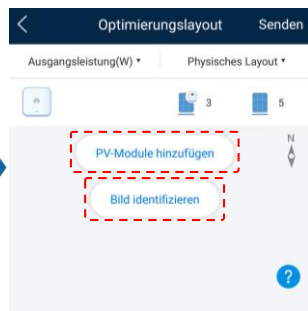 Optimierungslayout Senden
Ausgangsleistung(W) Physisches Layout
3 5
N
PV-Module hinzufügen
Bild identifizieren
?